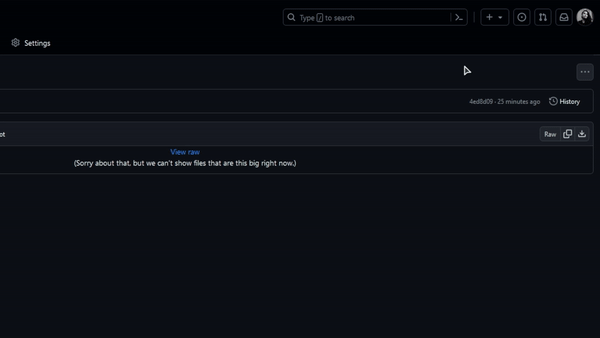 Type / to search
Settings
4ed8d09 · 25 minutes ago History
ot Raw
View raw
(Sorry about that, but we can't show files that are this big right now.)